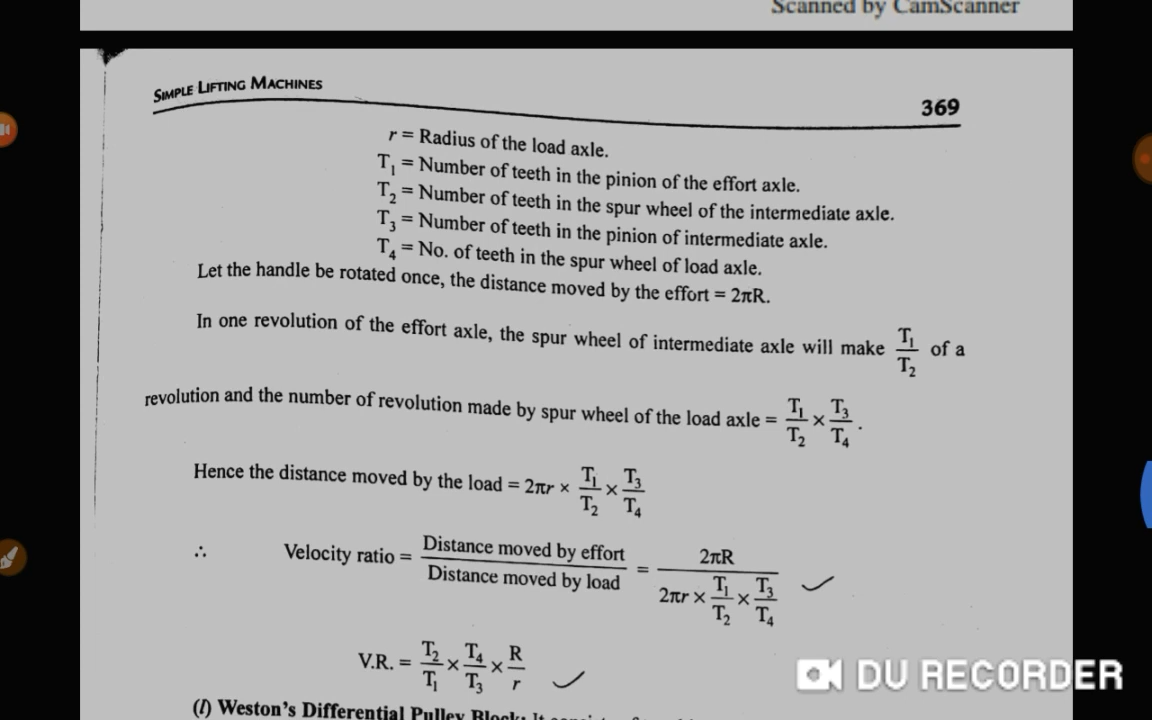 Scanned by CamScanner
SIMPLE LIFTING MACHINES
369
r = Radius of the load axle.
T₁ = Number of teeth in the pinion of the effort axle.
T₂ = Number of teeth in the spur wheel of the intermediate axle.
T₃ = Number of teeth in the pinion of intermediate axle.
T₄ = No. of teeth in the spur wheel of load axle.
Let the handle be rotated once, the distance moved by the effort = 2πR.
In one revolution of the effort axle, the spur wheel of intermediate axle will make T₁/T₂ of a
revolution and the number of revolution made by spur wheel of the load axle = T₁/T₂ × T₃/T₄.
Hence the distance moved by the load = 2πr × T₁/T₂ × T₃/T₄
∴ Velocity ratio = Distance moved by effort / Distance moved by load = 2πR / 2πr × T₁/T₂ × T₃/T₄
V.R. = T₂/T₁ × T₄/T₃ × R/r
DU RECORDER
(l) Weston's Differential Pulley Block: It